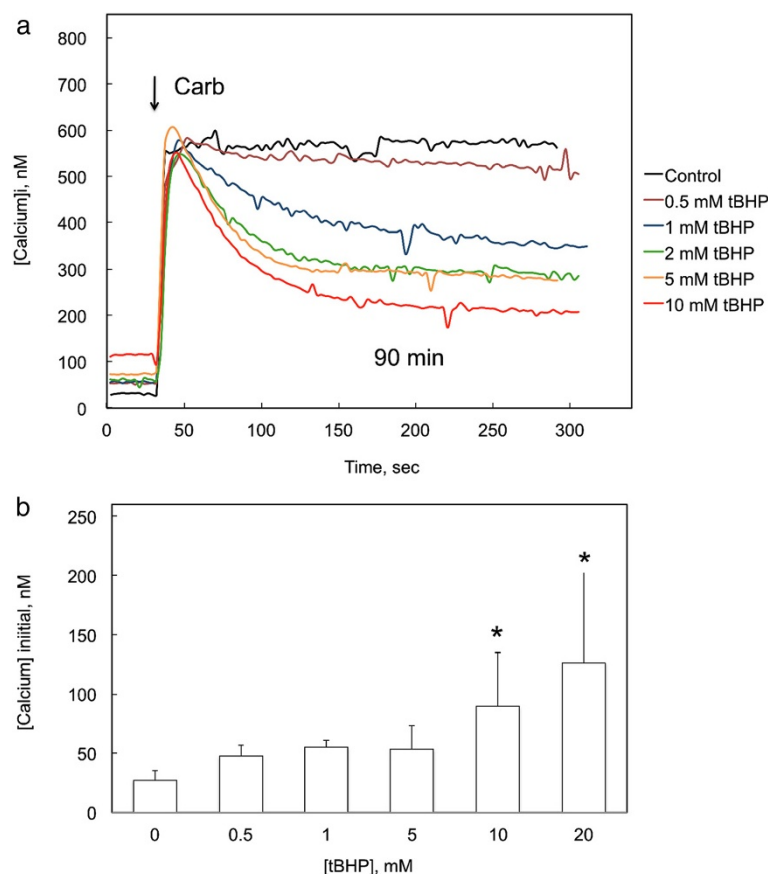 a
800
700
600
500
400
300
200
100
0
[Calcium]i, nM
Carb
90 min
0 50 100 150 200 250 300
Time, sec
Control
0.5 mM tBHP
1 mM tBHP
2 mM tBHP
5 mM tBHP
10 mM tBHP
b
250
200
150
100
50
0
[Calcium] iniitial, nM
*
*
0 0.5 1 5 10 20
[tBHP], mM